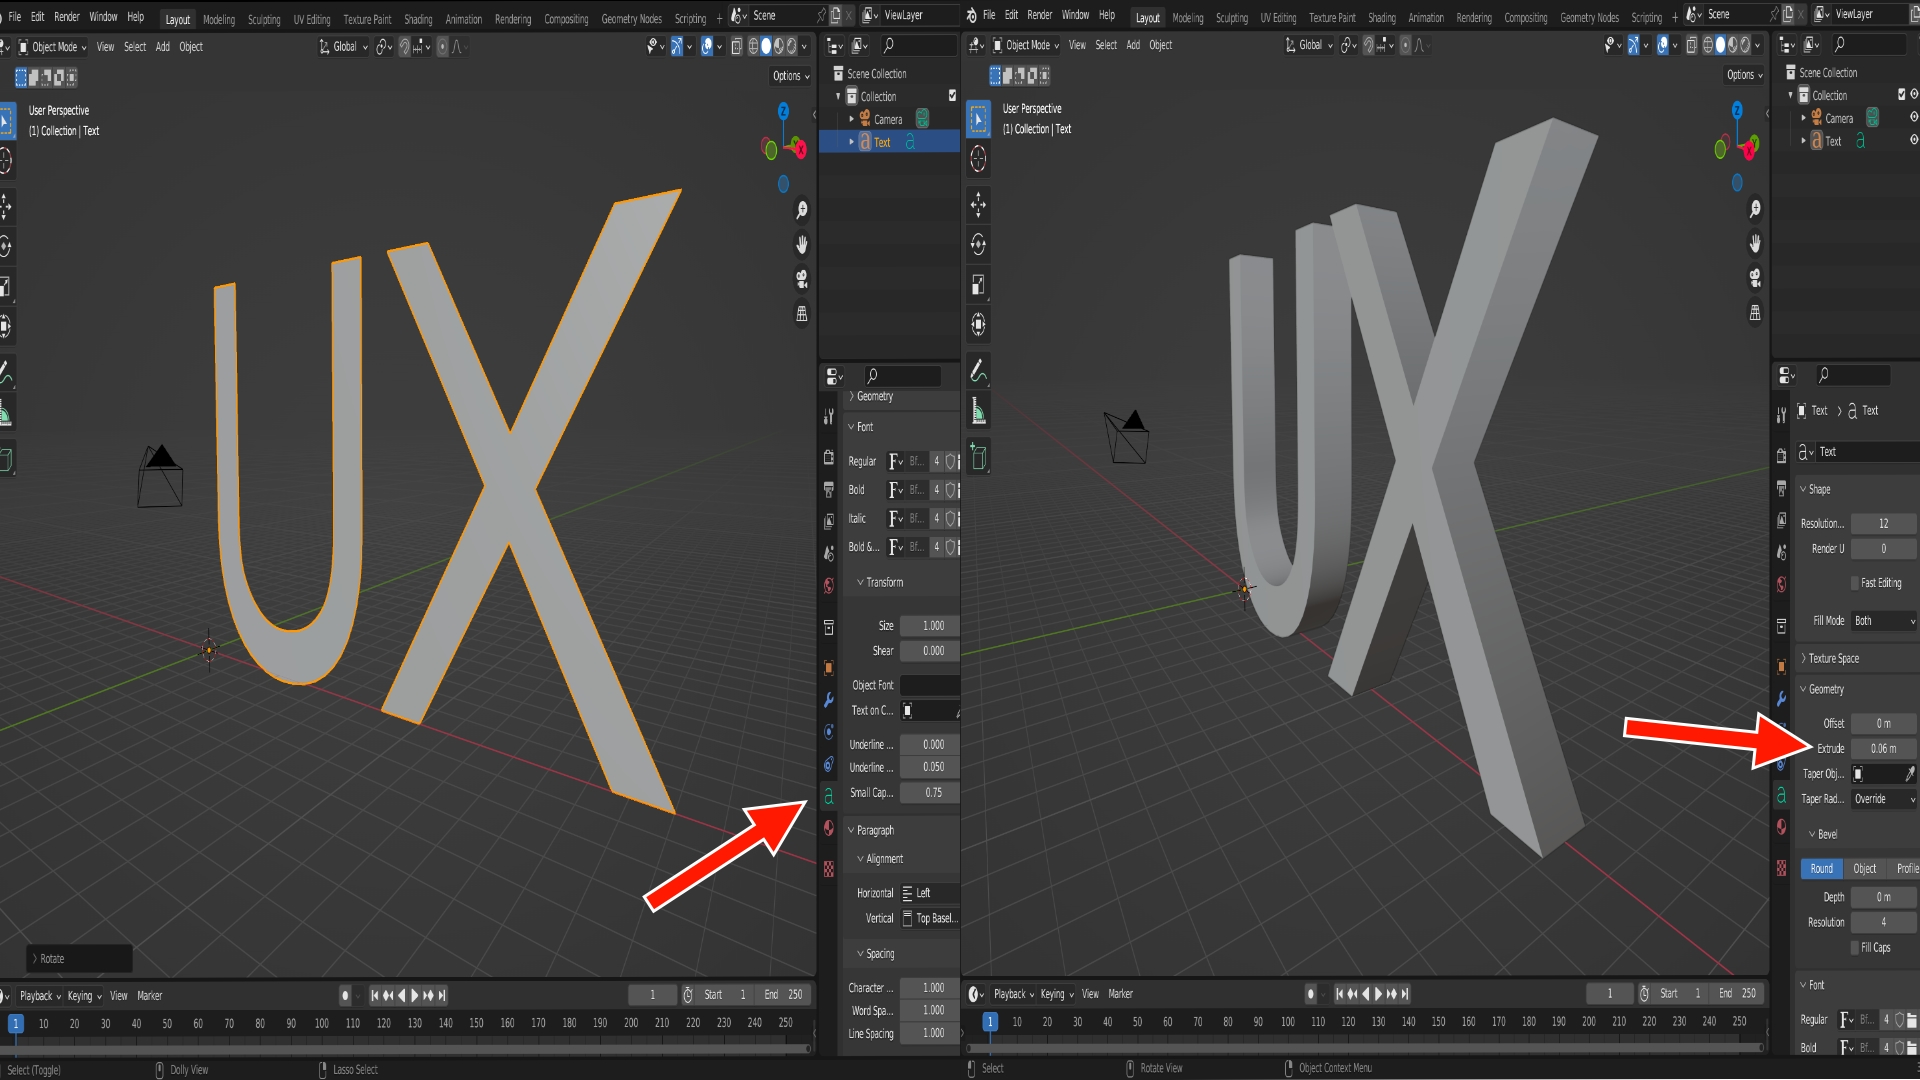 File Edit Render Window Help Layout Modeling Sculpting UV Editing Texture Paint Shading Animation Rendering Compositing Geometry Nodes Scripting + Scene ViewLayer
Object Mode View Select Add Object Global
Options
User Perspective
(1) Collection | Text
Scene Collection
Collection
Camera
Text
UX
Geometry
Font
Regular F Bf... 4
Bold F Bf... 4
Italic F Bf... 4
Bold &... F Bf... 4
Transform
Size 1.000
Shear 0.000
Object Font
Text on C...
Underline ... 0.000
Underline ... 0.050
Small Cap... 0.75
Paragraph
Alignment
Horizontal Left
Vertical Top Basel...
Spacing
Character ... 1.000
Word Spa... 1.000
Line Spacing 1.000
Rotate
Playback Keying View Marker 1 Start 1 End 250
1 10 20 30 40 50 60 70 80 90 100 110 120 130 140 150 160 170 180 190 200 210 220 230 240 250
Select (Toggle) Dolly View Lasso Select
File Edit Render Window Help Layout Modeling Sculpting UV Editing Texture Paint Shading Animation Rendering Compositing Geometry Nodes Scripting + Scene ViewLayer
Object Mode View Select Add Object Global
Options
User Perspective
(1) Collection | Text
Scene Collection
Collection
Camera
Text
UX
Text > Text
Text
Shape
Resolution... 12
Render U 0
Fast Editing
Fill Mode Both
Texture Space
Geometry
Offset 0 m
Extrude 0.06 m
Taper Obj...
Taper Rad... Override
Bevel
Round Object Profile
Depth 0 m
Resolution 4
Fill Caps
Font
Regular F Bf... 4
Bold F Bf... 4
Playback Keying View Marker 1 Start 1 End 250
1 10 20 30 40 50 60 70 80 90 100 110 120 130 140 150 160 170 180 190 200 210 220 230 240 250
Select Rotate View Object Context Menu